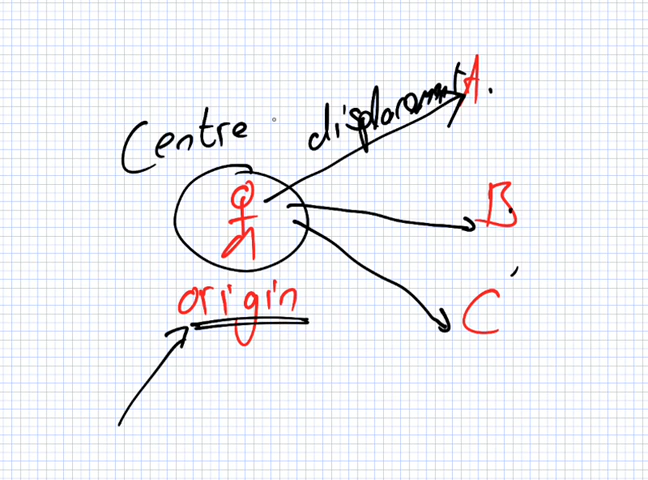 A.
displacement
Centre
B
origin
C